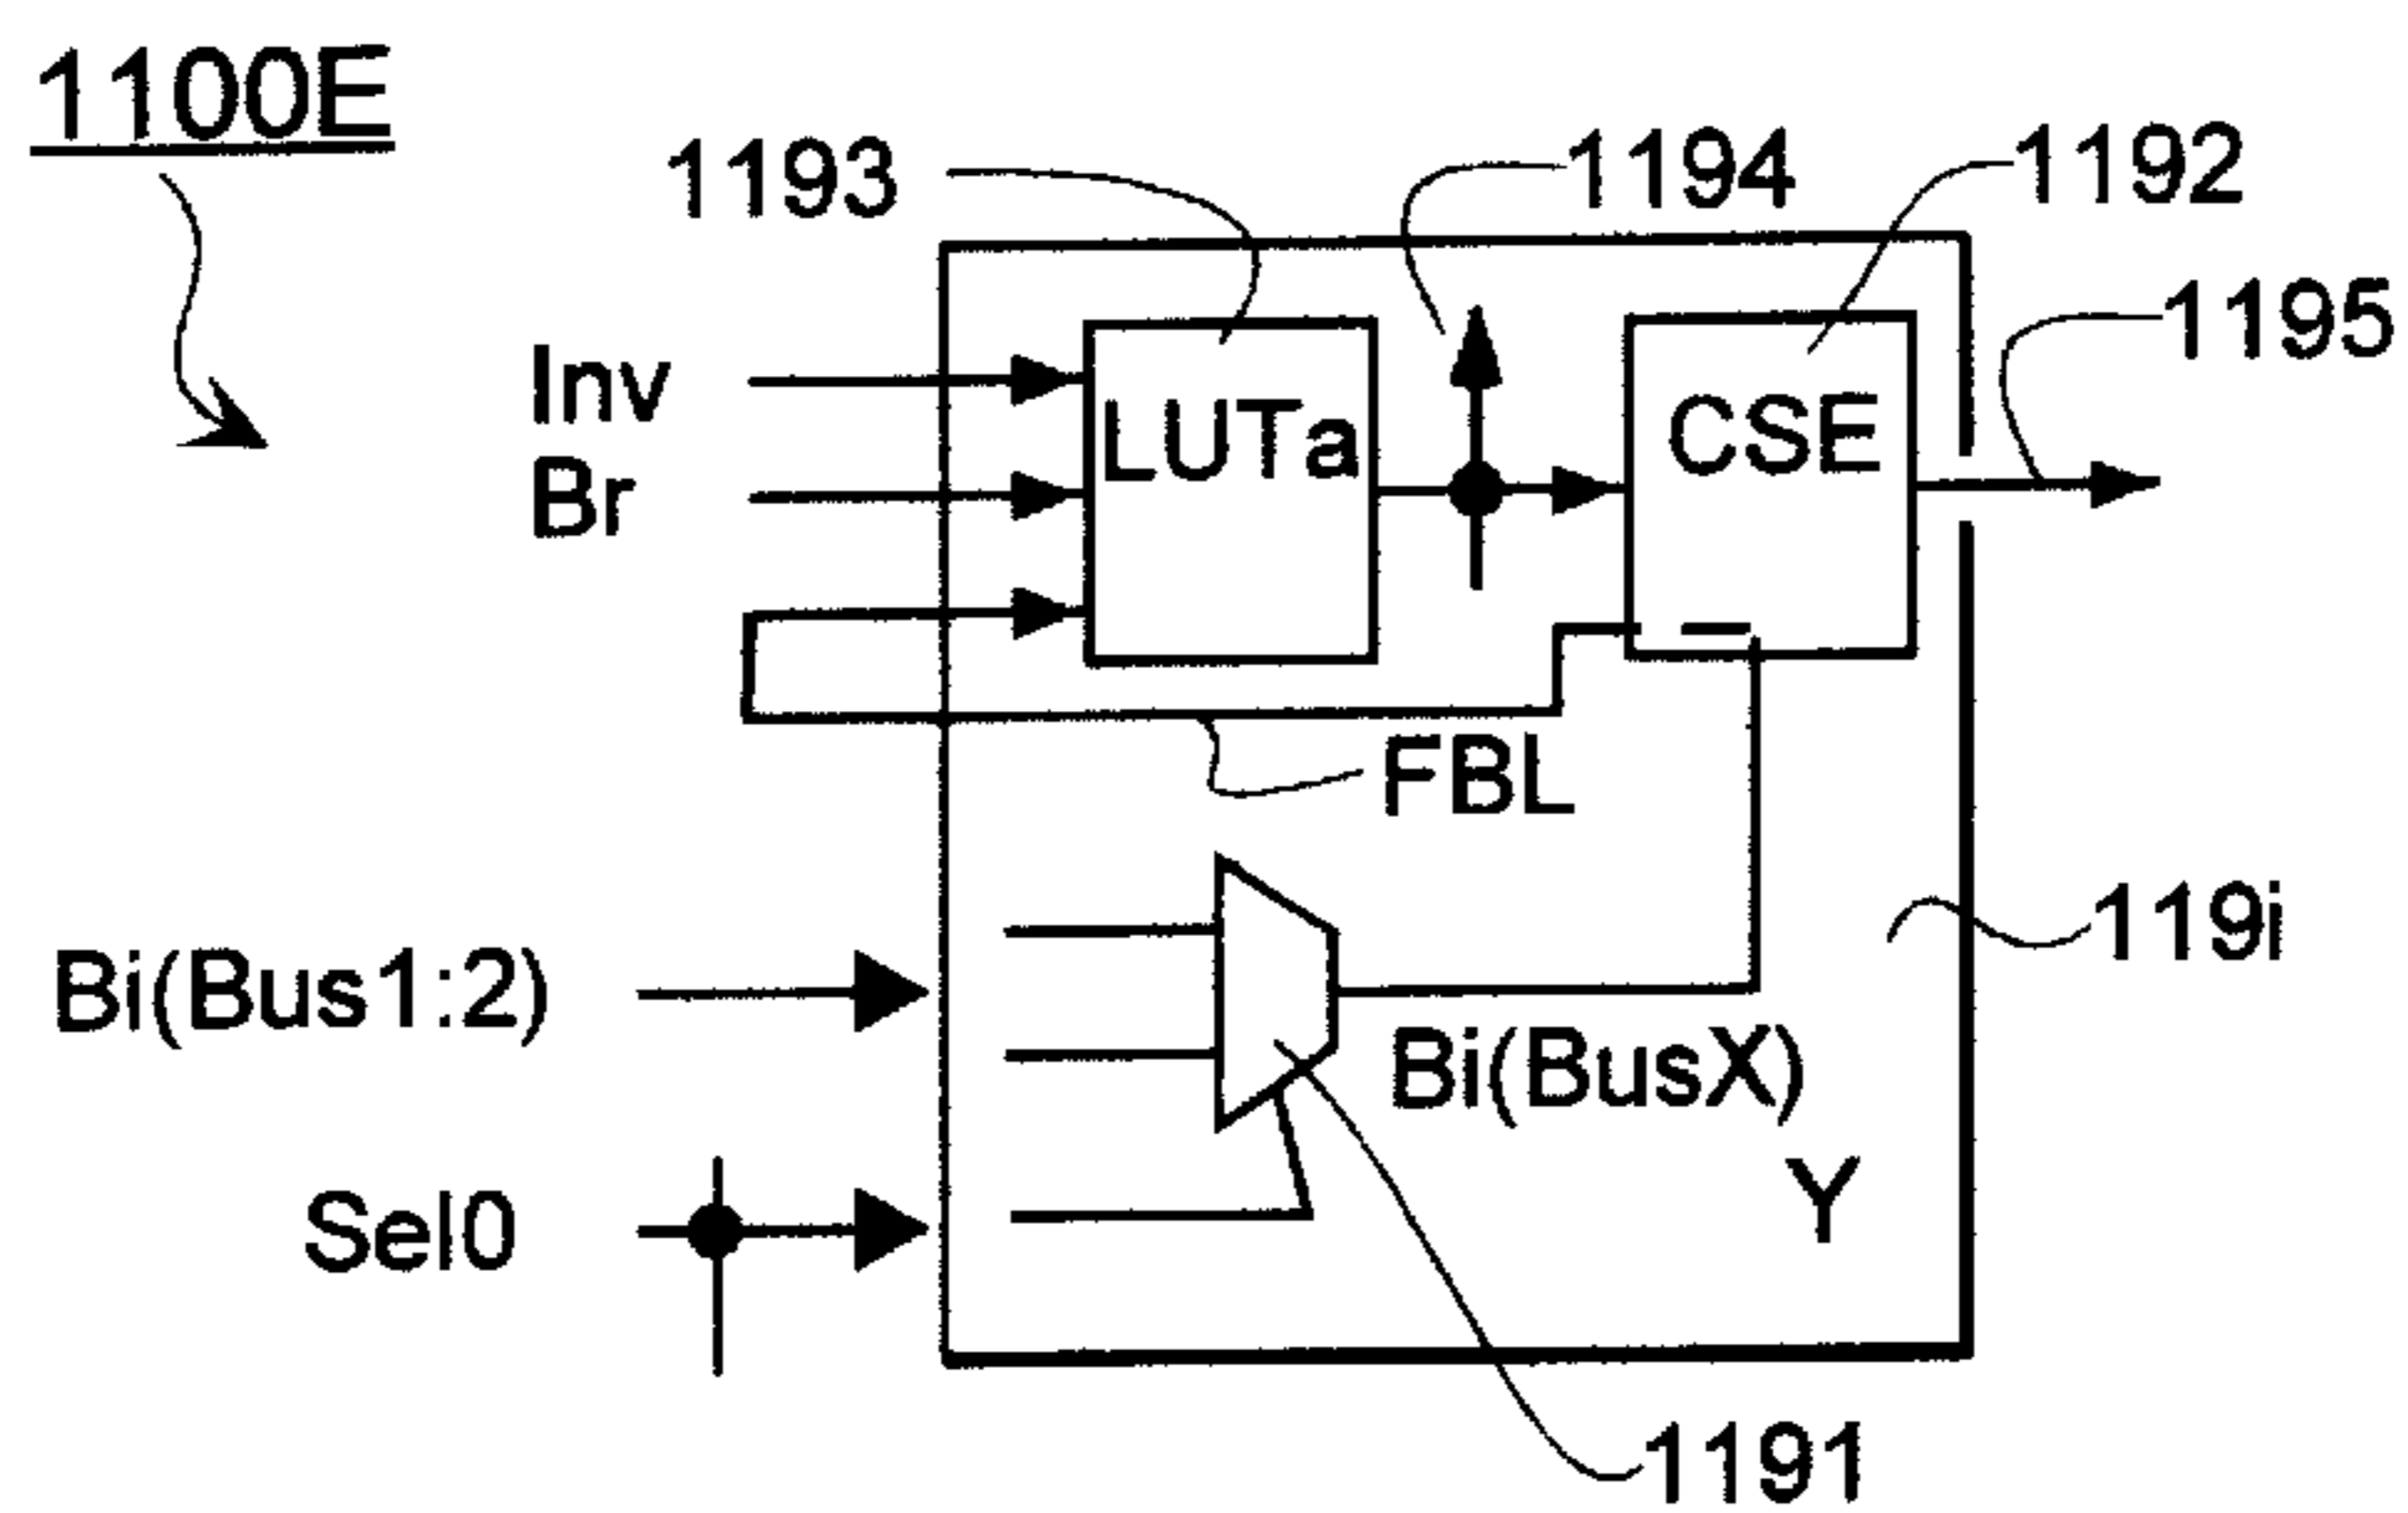 1100E
1193
1194
1192
1195
Inv
LUTa
CSE
Br
FBL
Bi(Bus1:2)
119i
Bi(BusX)
Sel0
Y
1191